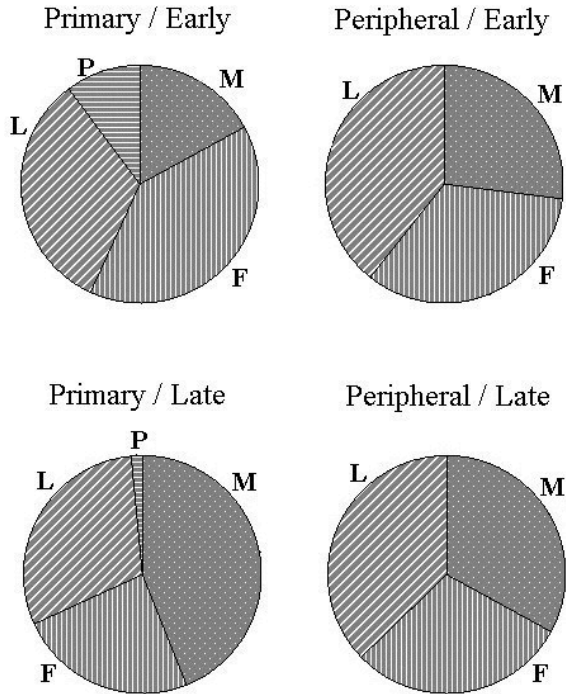 Primary / Early
P
M
L
F
Peripheral / Early
L
M
F
Primary / Late
P
L
M
F
Peripheral / Late
L
M
F